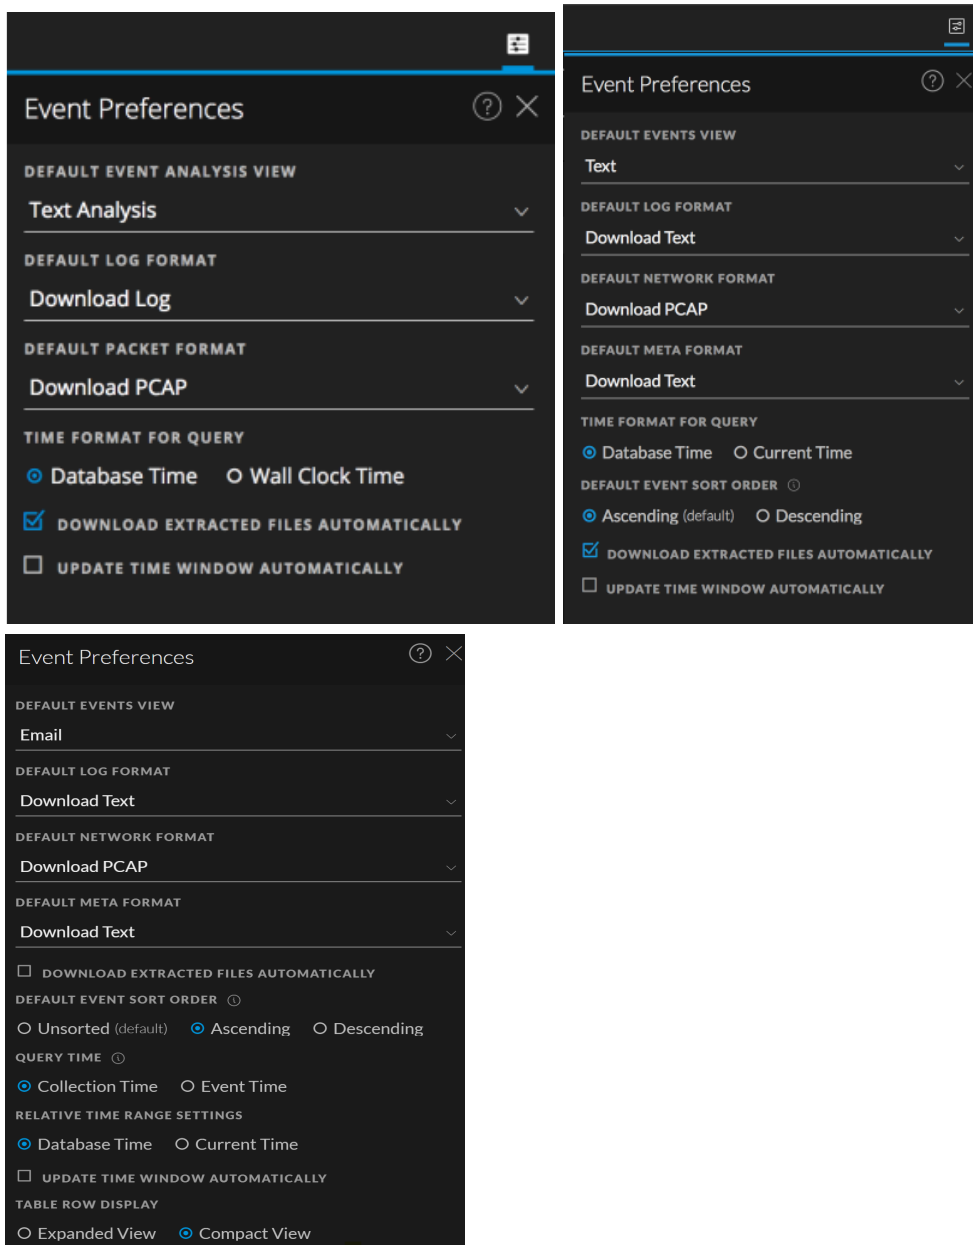 Event Preferences
DEFAULT EVENT ANALYSIS VIEW
Text Analysis
DEFAULT LOG FORMAT
Download Log
DEFAULT PACKET FORMAT
Download PCAP
TIME FORMAT FOR QUERY
Database Time Wall Clock Time
DOWNLOAD EXTRACTED FILES AUTOMATICALLY
UPDATE TIME WINDOW AUTOMATICALLY
Event Preferences
DEFAULT EVENTS VIEW
Text
DEFAULT LOG FORMAT
Download Text
DEFAULT NETWORK FORMAT
Download PCAP
DEFAULT META FORMAT
Download Text
TIME FORMAT FOR QUERY
Database Time Current Time
DEFAULT EVENT SORT ORDER
Ascending (default) Descending
DOWNLOAD EXTRACTED FILES AUTOMATICALLY
UPDATE TIME WINDOW AUTOMATICALLY
Event Preferences
DEFAULT EVENTS VIEW
Email
DEFAULT LOG FORMAT
Download Text
DEFAULT NETWORK FORMAT
Download PCAP
DEFAULT META FORMAT
Download Text
DOWNLOAD EXTRACTED FILES AUTOMATICALLY
DEFAULT EVENT SORT ORDER
Unsorted (default) Ascending Descending
QUERY TIME
Collection Time Event Time
RELATIVE TIME RANGE SETTINGS
Database Time Current Time
UPDATE TIME WINDOW AUTOMATICALLY
TABLE ROW DISPLAY
Expanded View Compact View